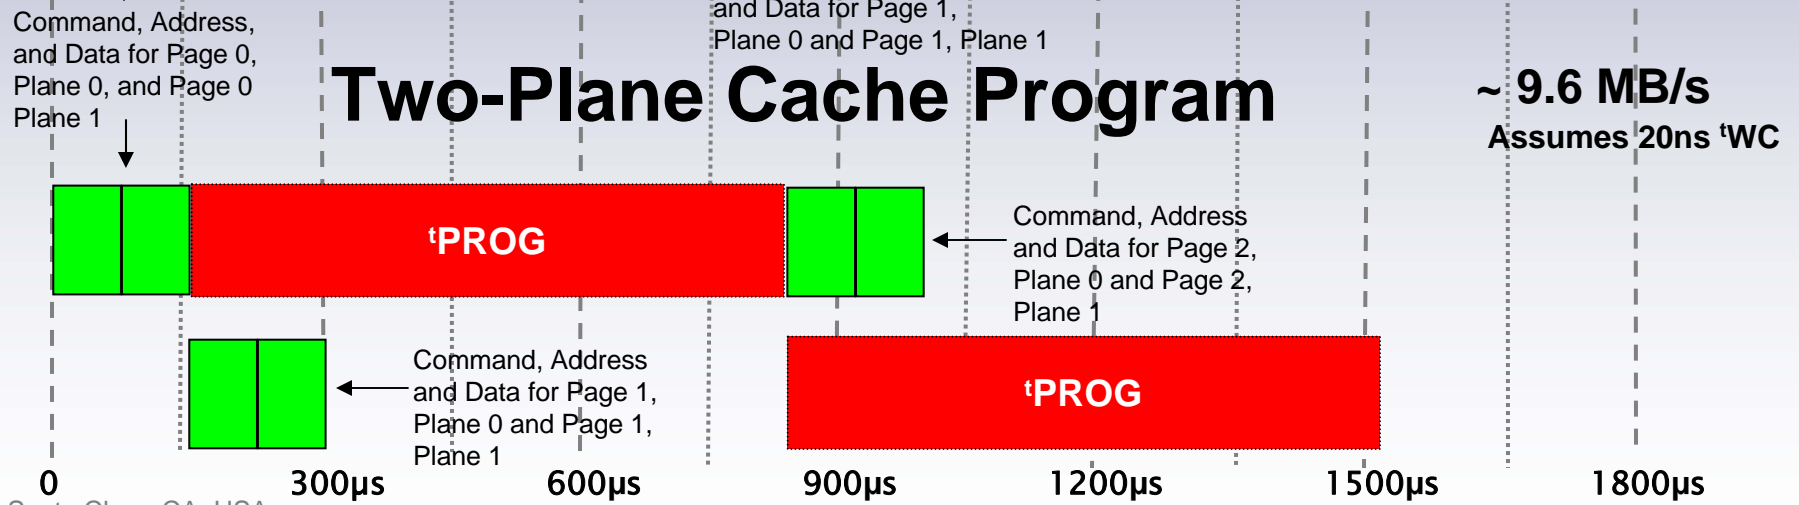 Command, Address,
and Data for Page 0,
Plane 0, and Page 0
Plane 1
and Data for Page 1,
Plane 0 and Page 1, Plane 1
Two-Plane Cache Program
~ 9.6 MB/s
Assumes 20ns tWC
tPROG
Command, Address
and Data for Page 2,
Plane 0 and Page 2,
Plane 1
Command, Address
and Data for Page 1,
Plane 0 and Page 1,
Plane 1
tPROG
0 300µs 600µs 900µs 1200µs 1500µs 1800µs